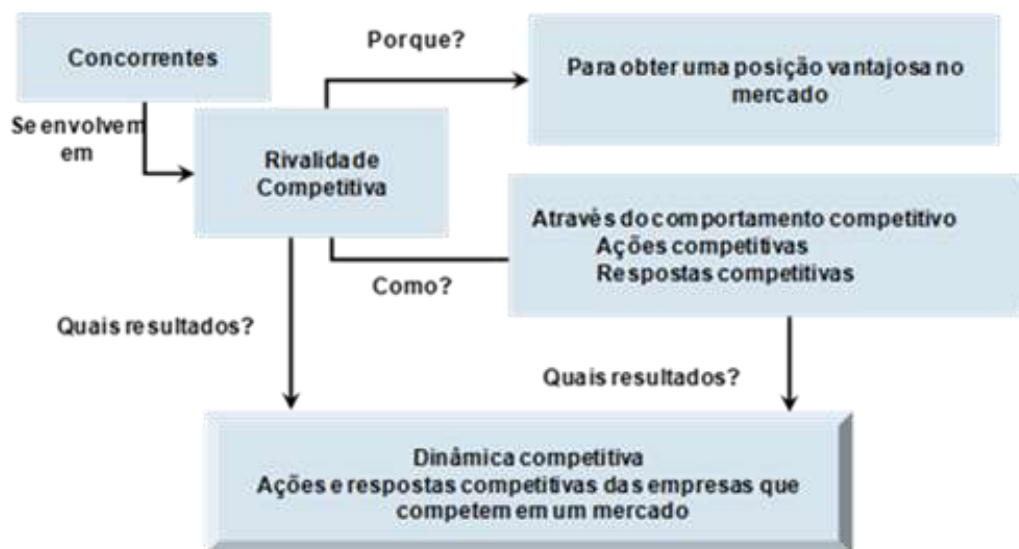 Concorrentes
Porque?
Para obter uma posição vantajosa no
mercado
Se envolvem
em
Rivalidade
Competitiva
Através do comportamento competitivo
Ações competitivas
Respostas competitivas
Como?
Quais resultados?
Quais resultados?
Dinâmica competitiva
Ações e respostas competitivas das empresas que
competem em um mercado